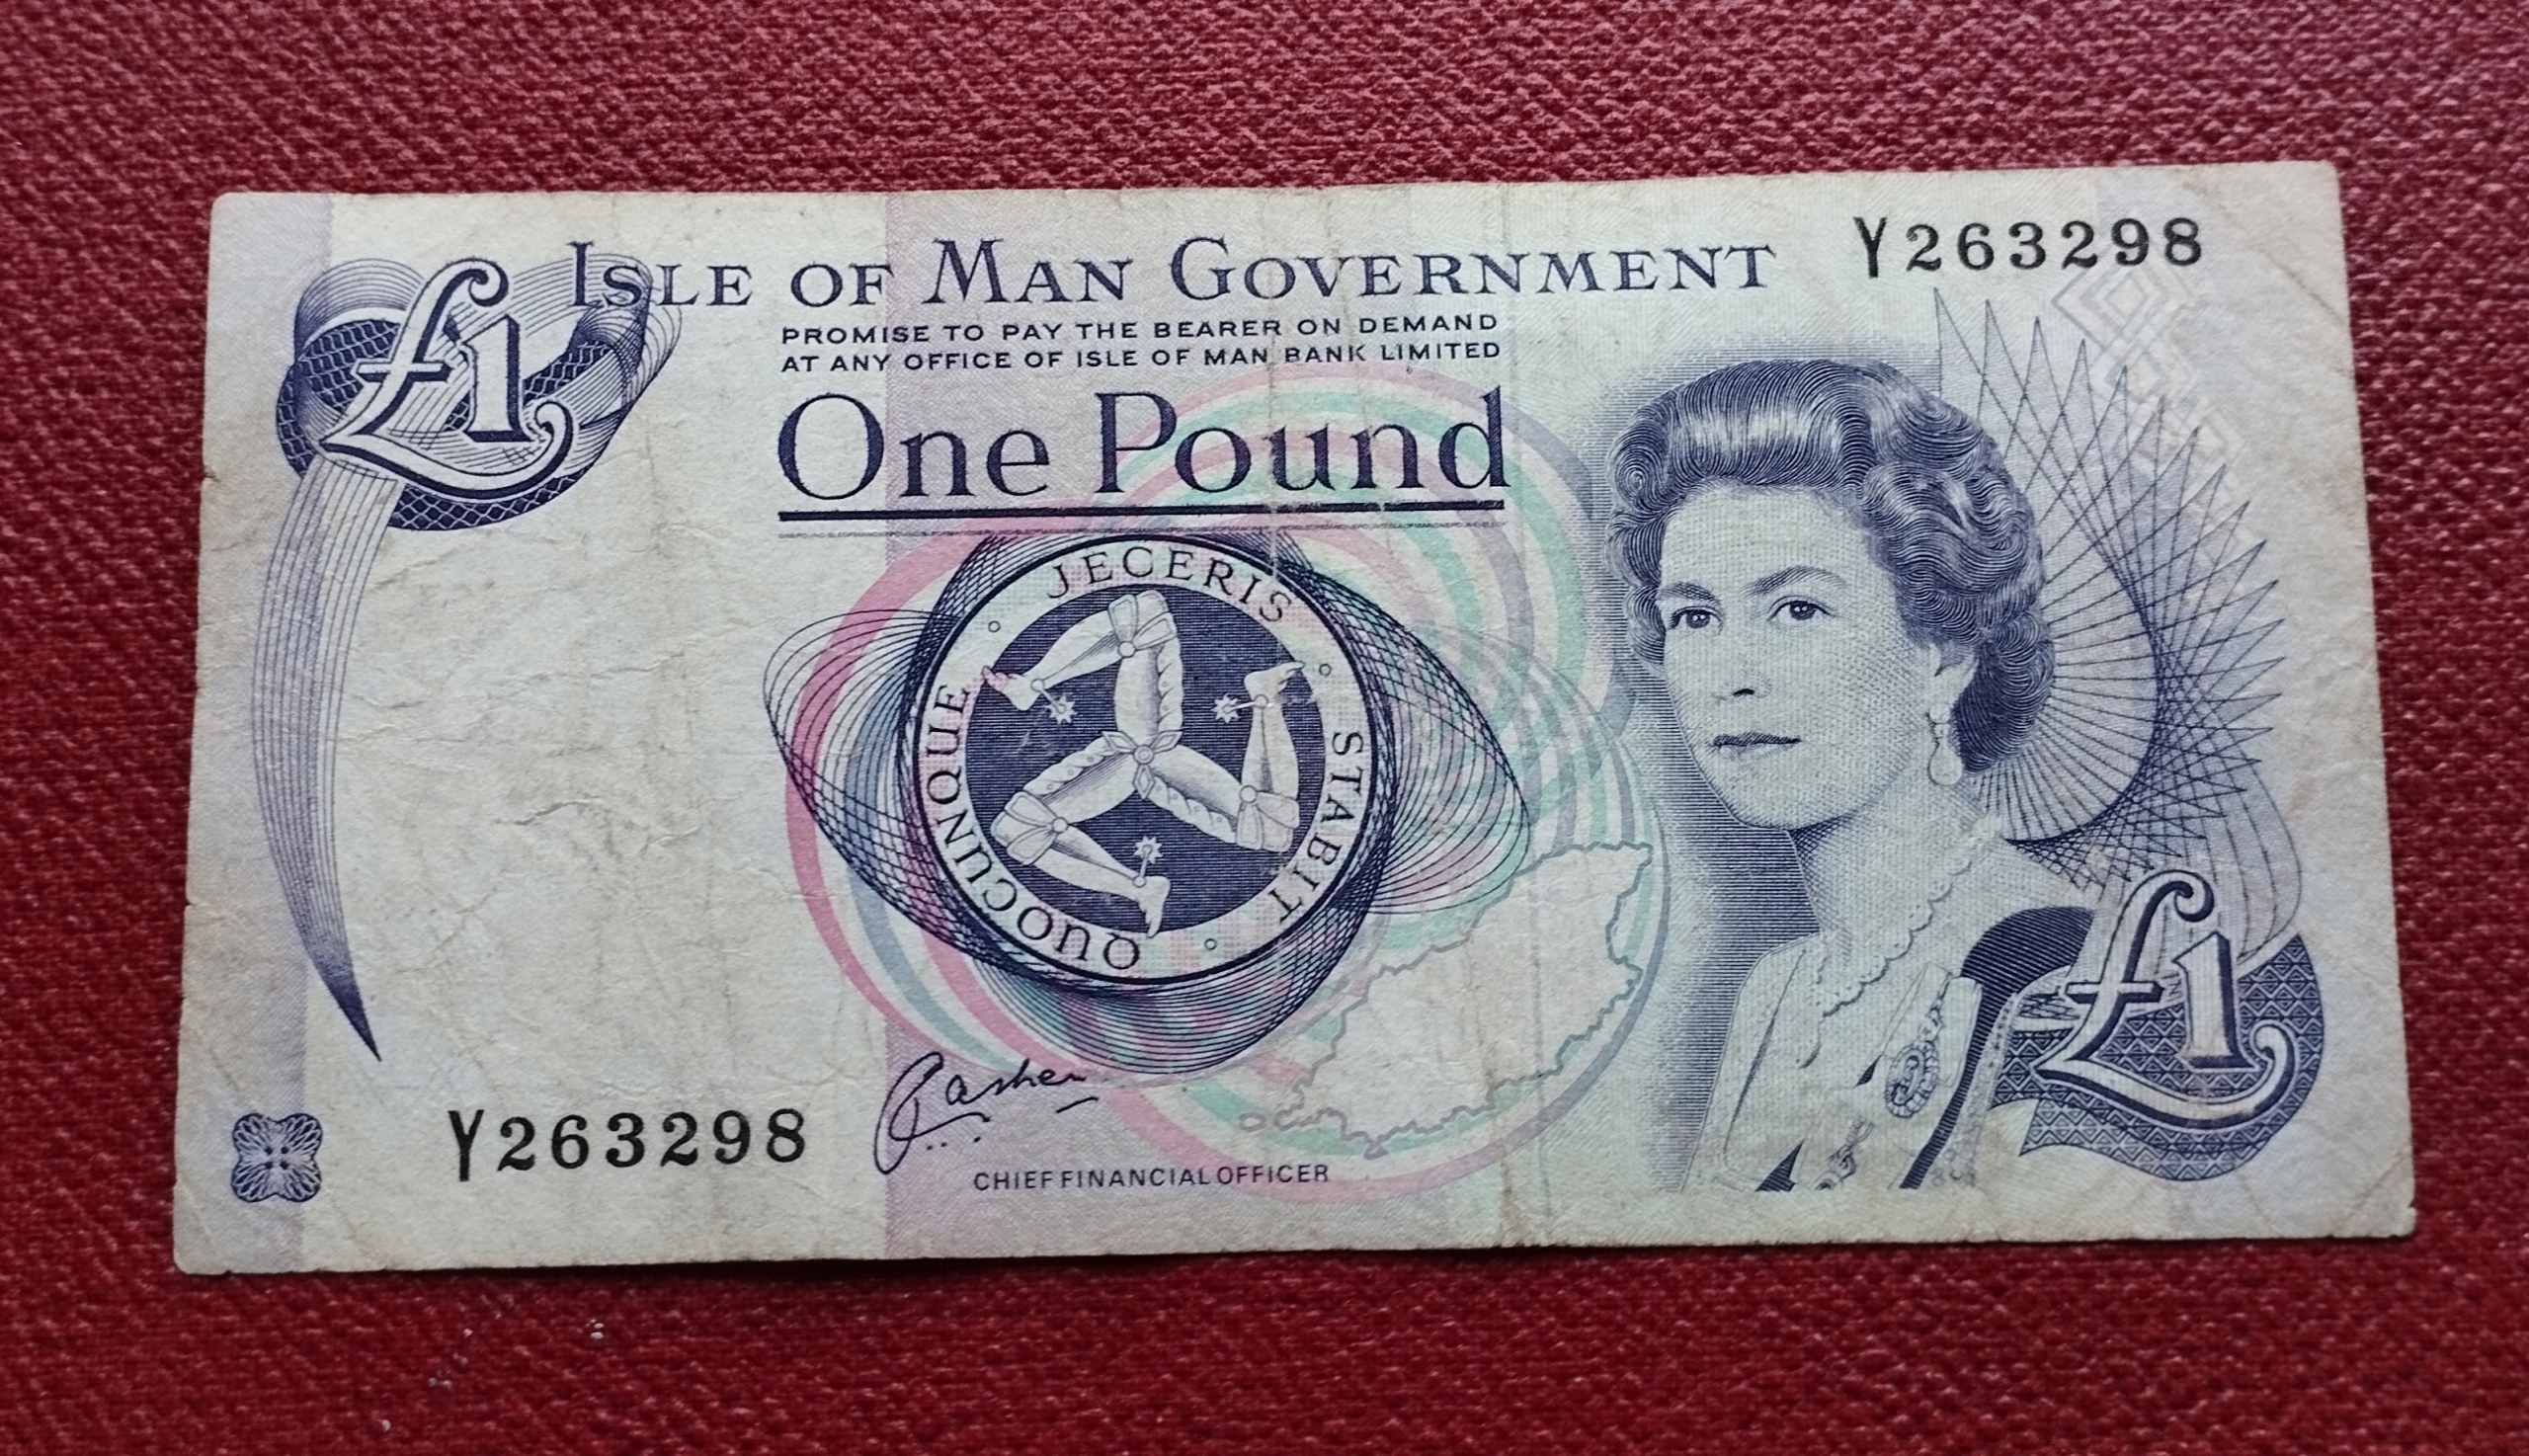 £1
ISLE OF MAN GOVERNMENT
Y263298
PROMISE TO PAY THE BEARER ON DEMAND
AT ANY OFFICE OF ISLE OF MAN BANK LIMITED
One Pound
QUOCUNQUE JECERIS STABIT
£1
Y263298
Cashen
CHIEF FINANCIAL OFFICER